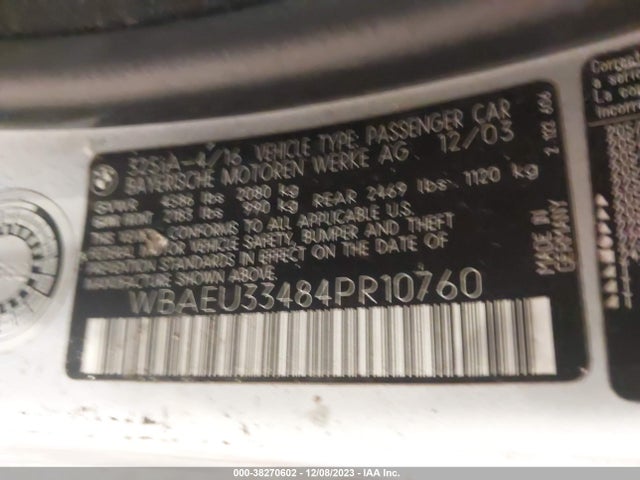 325iA-4/16 VEHICLE TYPE: PASSENGER CAR
BAYERISCHE MOTOREN WERKE AG 12/03
GVWR 4586 lbs 2080 kg
GAWR FRONT 2183 lbs 990 kg REAR 2469 lbs 1120 kg
THIS VEHICLE CONFORMS TO ALL APPLICABLE U.S.
FEDERAL MOTOR VEHICLE SAFETY, BUMPER AND THEFT
PREVENTION STANDARDS IN EFFECT ON THE DATE OF
MANUFACTURE SHOWN ABOVE.
MADE IN
GERMANY
WBAEU33484PR10760
000-38270602 - 12/08/2023 - IAA Inc.